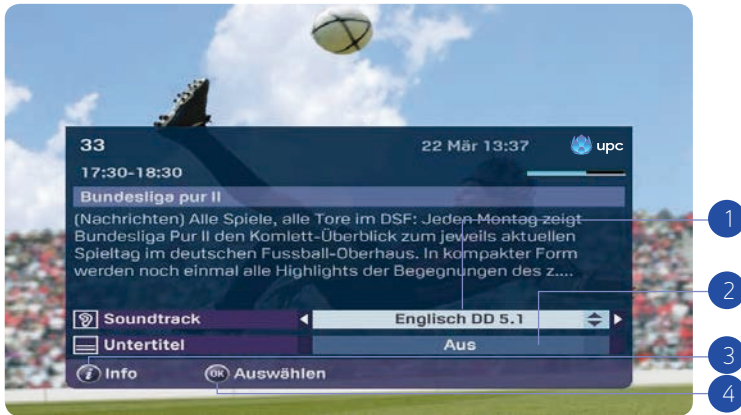 33 22 Mär 13:37 upc
17:30-18:30
Bundesliga pur II
(Nachrichten) Alle Spiele, alle Tore im DSF: Jeden Montag zeigt
Bundesliga Pur II den Komlett-Überblick zum jeweils aktuellen
Spieltag im deutschen Fussball-Oberhaus. In kompakter Form
werden noch einmal alle Highlights der Begegnungen des z....
1
Soundtrack Englisch DD 5.1
2
Untertitel Aus
3
i Info OK Auswählen
4